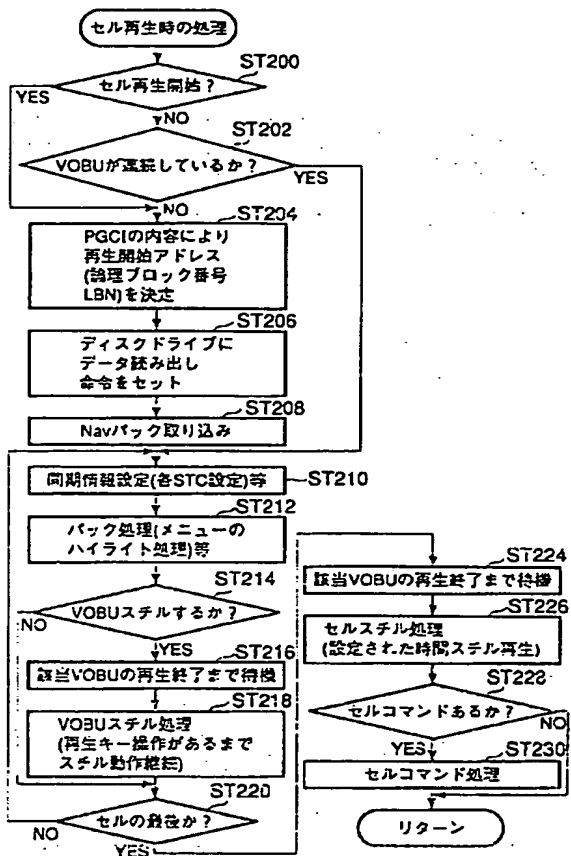 セル再生時の処理
ST200
セル再生開始？
YES
NO
ST202
VOBUが連続しているか？
YES
NO
ST204
PGCIの内容により
再生開始アドレス
(論理ブロック番号
LBN)を決定
ST206
ディスクドライブに
データ読み出し
命令をセット
ST208
Navパック取り込み
同期情報設定(各STC設定)等
ST210
ST212
パック処理(メニューの
ハイライト処理)等
ST214
VOBUスチルするか？
NO
YES
ST216
該当VOBUの再生終了まで待機
ST218
VOBUスチル処理
(再生キー操作があるまで
スチル動作継続)
ST220
セルの最後か？
NO
YES
ST224
該当VOBUの再生終了まで待機
ST226
セルスチル処理
(設定された時間スチル再生)
ST228
セルコマンドあるか？
NO
YES
ST230
セルコマンド処理
リターン